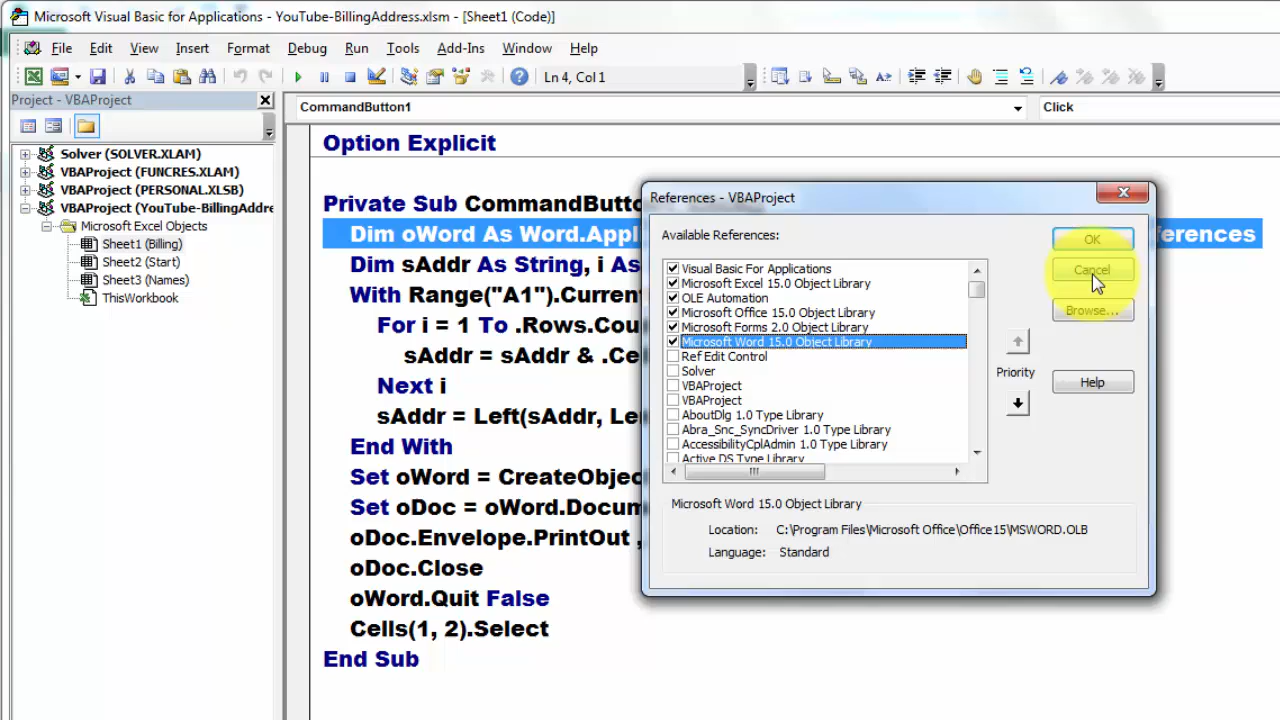 Microsoft Visual Basic for Applications - YouTube-BillingAddress.xlsm - [Sheet1 (Code)]
File Edit View Insert Format Debug Run Tools Add-Ins Window Help
Ln 4, Col 1
Project - VBAProject
CommandButton1 Click
Solver (SOLVER.XLAM)
VBAProject (FUNCRES.XLAM)
VBAProject (PERSONAL.XLSB)
VBAProject (YouTube-BillingAddre
Microsoft Excel Objects
Sheet1 (Billing)
Sheet2 (Start)
Sheet3 (Names)
ThisWorkbook
Option Explicit
Private Sub CommandButto
Dim oWord As Word.Appl erences
Dim sAddr As String, i As
With Range("A1").Current
For i = 1 To .Rows.Cou
sAddr = sAddr & .Ce
Next i
sAddr = Left(sAddr, Le
End With
Set oWord = CreateObjec
Set oDoc = oWord.Docum
oDoc.Envelope.PrintOut ,
oDoc.Close
oWord.Quit False
Cells(1, 2).Select
End Sub
References - VBAProject
Available References:
Visual Basic For Applications
Microsoft Excel 15.0 Object Library
OLE Automation
Microsoft Office 15.0 Object Library
Microsoft Forms 2.0 Object Library
Microsoft Word 15.0 Object Library
Ref Edit Control
Solver
VBAProject
VBAProject
AboutDlg 1.0 Type Library
Abra_Snc_SyncDriver 1.0 Type Library
AccessibilityCplAdmin 1.0 Type Library
Active DS Type Library
OK
Cancel
Browse...
Priority
Help
Microsoft Word 15.0 Object Library
Location: C:\Program Files\Microsoft Office\Office15\MSWORD.OLB
Language: Standard